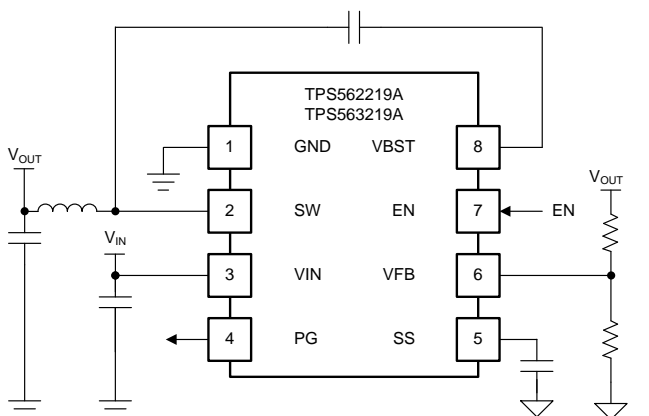 TPS562219A
TPS563219A
1 GND VBST 8
V_OUT V_OUT
2 SW EN 7 EN
V_IN
3 VIN VFB 6
4 PG SS 5